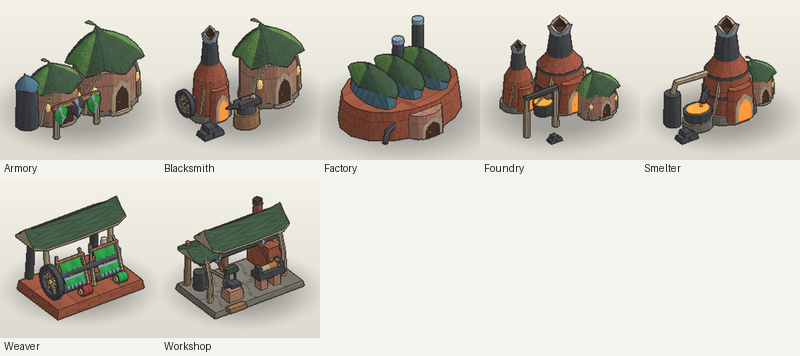 Armory
Blacksmith
Factory
Foundry
Smelter
Weaver
Workshop